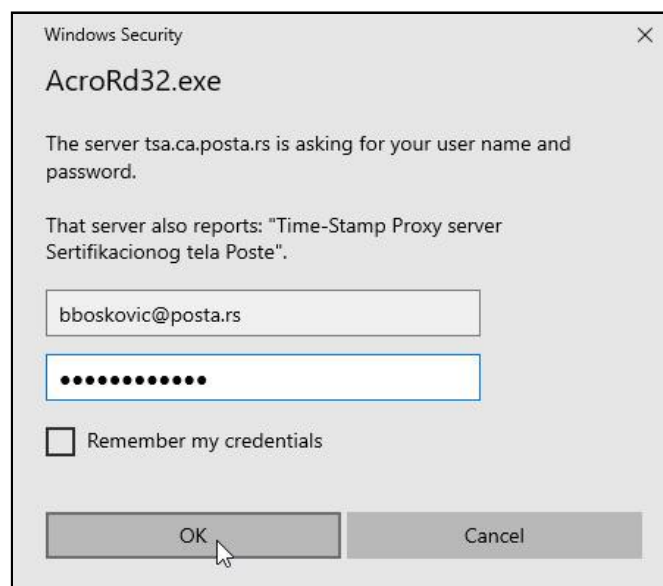 Windows Security
AcroRd32.exe
The server tsa.ca.posta.rs is asking for your user name and
password.
That server also reports: "Time-Stamp Proxy server
Sertifikacionog tela Poste".
bboskovic@posta.rs
●●●●●●●●●●●●
Remember my credentials
OK
Cancel